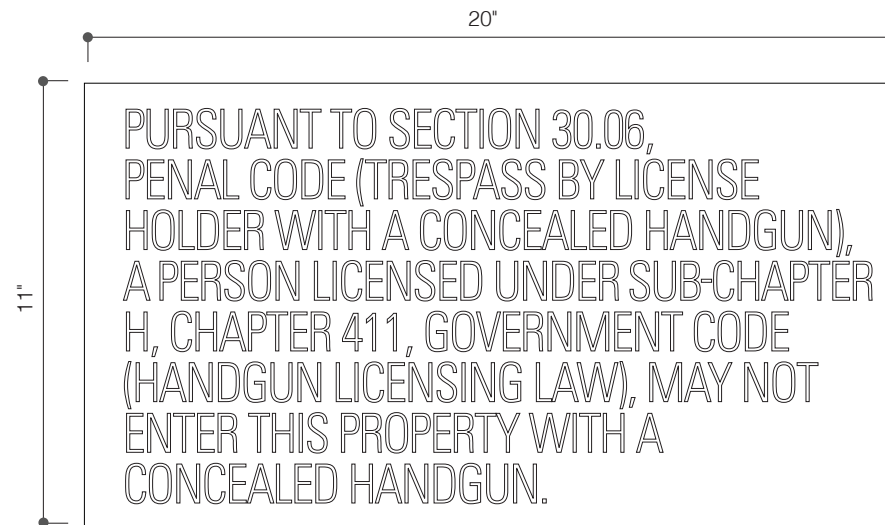 20"
11"
PURSUANT TO SECTION 30.06,
PENAL CODE (TRESPASS BY LICENSE
HOLDER WITH A CONCEALED HANDGUN),
A PERSON LICENSED UNDER SUB-CHAPTER
H, CHAPTER 411, GOVERNMENT CODE
(HANDGUN LICENSING LAW), MAY NOT
ENTER THIS PROPERTY WITH A
CONCEALED HANDGUN.